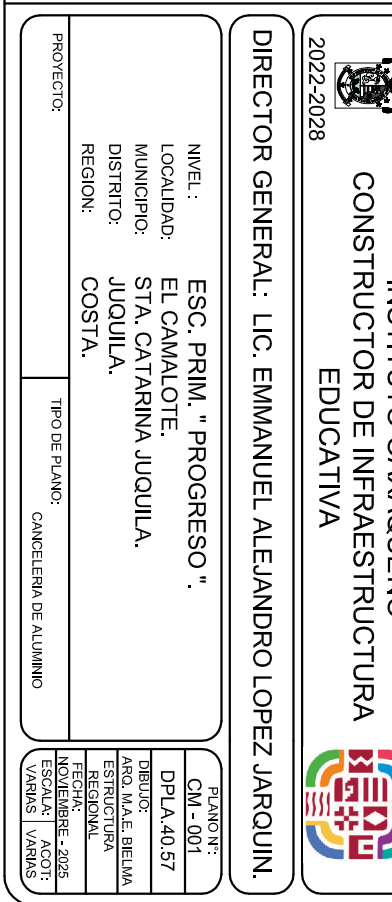 2022-2028
INSTITUTO OAXAQUEÑO
CONSTRUCTOR DE INFRAESTRUCTURA
EDUCATIVA
DIRECTOR GENERAL: LIC. EMMANUEL ALEJANDRO LOPEZ JARQUIN.
NIVEL : ESC. PRIM. " PROGRESO ".
LOCALIDAD: EL CAMALOTE.
MUNICIPIO: STA. CATARINA JUQUILA.
DISTRITO: JUQUILA.
REGION: COSTA.
PROYECTO:
TIPO DE PLANO:
CANCELERIA DE ALUMINIO
PLANO N°:
CM - 001
DPLA.40.57
DIBUJO:
ARQ. M.A.E. BIELMA
ESTRUCTURA
REGIONAL
FECHA:
NOVIEMBRE - 2025
ESCALA: ACOT:
VARIAS VARIAS